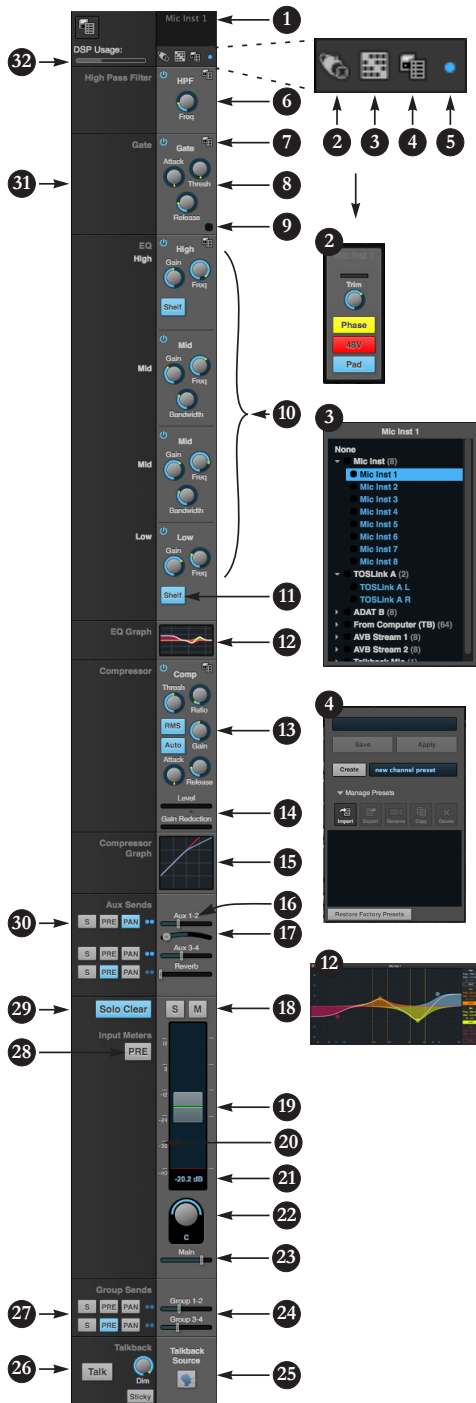 Mic Inst 1
1
DSP Usage:
32
2
3
4
5
High Pass Filter
HPF
Freq
6
Gate
Gate
7
Attack
Thresh
8
31
Release
9
2
Mic Inst 1
Trim
Phase
48V
Pad
EQ
High
High
Gain
Freq
Shelf
Mid
Mid
Gain
Freq
Bandwidth
10
Mid
Mid
Gain
Freq
Bandwidth
Low
Low
Gain
Freq
Shelf
11
3
Mic Inst 1
None
Mic Inst (8)
Mic Inst 1
Mic Inst 2
Mic Inst 3
Mic Inst 4
Mic Inst 5
Mic Inst 6
Mic Inst 7
Mic Inst 8
TOSLink A (2)
TOSLink A L
TOSLink A R
ADAT B (8)
From Computer (TB) (64)
AVB Stream 1 (8)
AVB Stream 2 (8)
Talkback Mic (1)
EQ Graph
12
Compressor
Comp
Thresh
Ratio
RMS
Auto
Gain
13
Attack
Release
Level
Gain Reduction
14
4
Save
Apply
Create
new channel preset
Manage Presets
Import
Export
Rename
Copy
Delete
Restore Factory Presets
Compressor
Graph
15
Aux Sends
16
30
S
PRE
PAN
Aux 1-2
17
S
PRE
PAN
Aux 3-4
S
PRE
PAN
Reverb
12
29
Solo Clear
S
M
18
Input Meters
28
PRE
19
20
-20.2 dB
21
C
22
Main
23
Group Sends
27
S
PRE
PAN
Group 1-2
24
S
PRE
PAN
Group 3-4
Talkback
26
Talk
Dim
Sticky
Talkback
Source
25